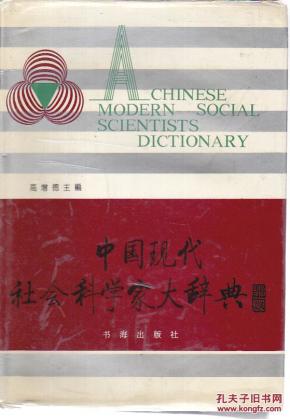 A CHINESE
MODERN SOCIAL
SCIENTISTS
DICTIONARY
高增德主編
中国现代
社会科学家大辞典
书海出版社
孔夫子旧书网